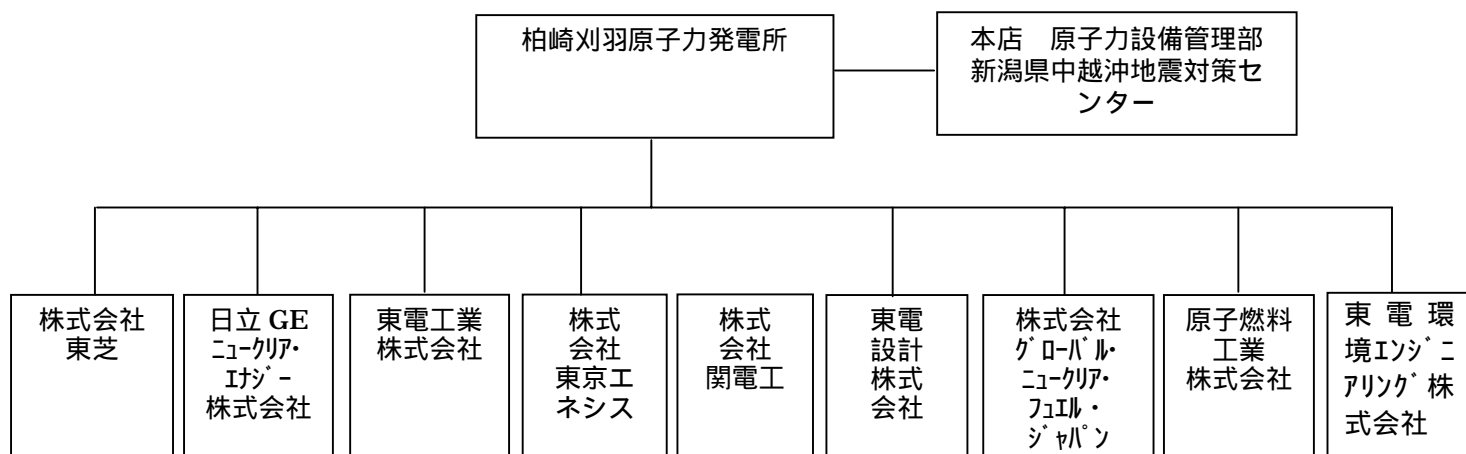 柏崎刈羽原子力発電所
本店　原子力設備管理部
新潟県中越沖地震対策セ
ンター
株式会社
東芝
日立 GE
ﾆｭｰｸﾘｱ･
ｴﾅｼﾞｰ
株式会社
東電工業
株式会社
株式
会社
東京エ
ネシス
株式
会社
関電工
東電
設計
株式
会社
株式会社
ｸﾞﾛｰﾊﾞﾙ･
ﾆｭｰｸﾘｱ･
ﾌｭｴﾙ・
ｼﾞｬﾊﾟﾝ
原子燃料
工業
株式会社
東 電 環
境ｴﾝｼﾞﾆ
ｱﾘﾝｸﾞ株
式会社